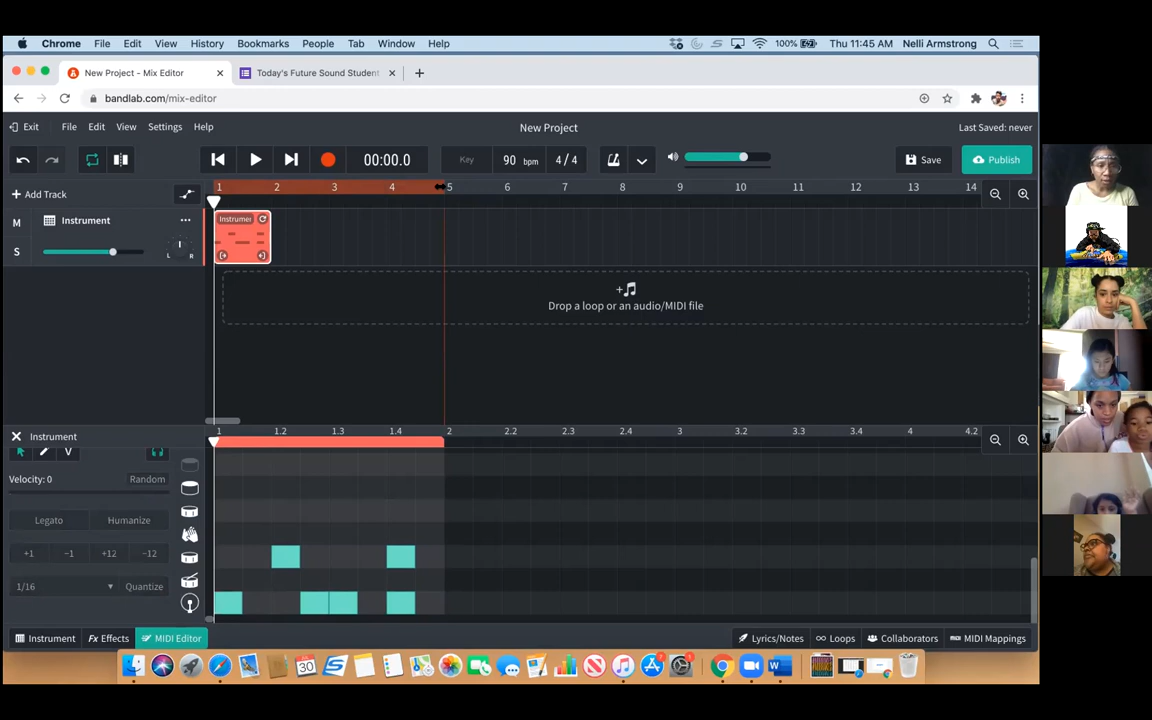 Chrome File Edit View History Bookmarks People Tab Window Help 100% Thu 11:45 AM Nelli Armstrong
New Project - Mix Editor Today's Future Sound Student
bandlab.com/mix-editor
Exit File Edit View Settings Help New Project Last Saved: never
00:00.0 Key 90 bpm 4/4 Save Publish
Add Track 1 2 3 4 5 6 7 8 9 10 11 12 13 14
M Instrument Instrumen
S L R
Drop a loop or an audio/MIDI file
Instrument 1 1.2 1.3 1.4 2 2.2 2.3 2.4 3 3.2 3.3 3.4 4 4.2
V
Velocity: 0 Random
Legato Humanize
+1 -1 +12 -12
1/16 Quantize
Instrument Fx Effects MIDI Editor Lyrics/Notes Loops Collaborators MIDI Mappings
30